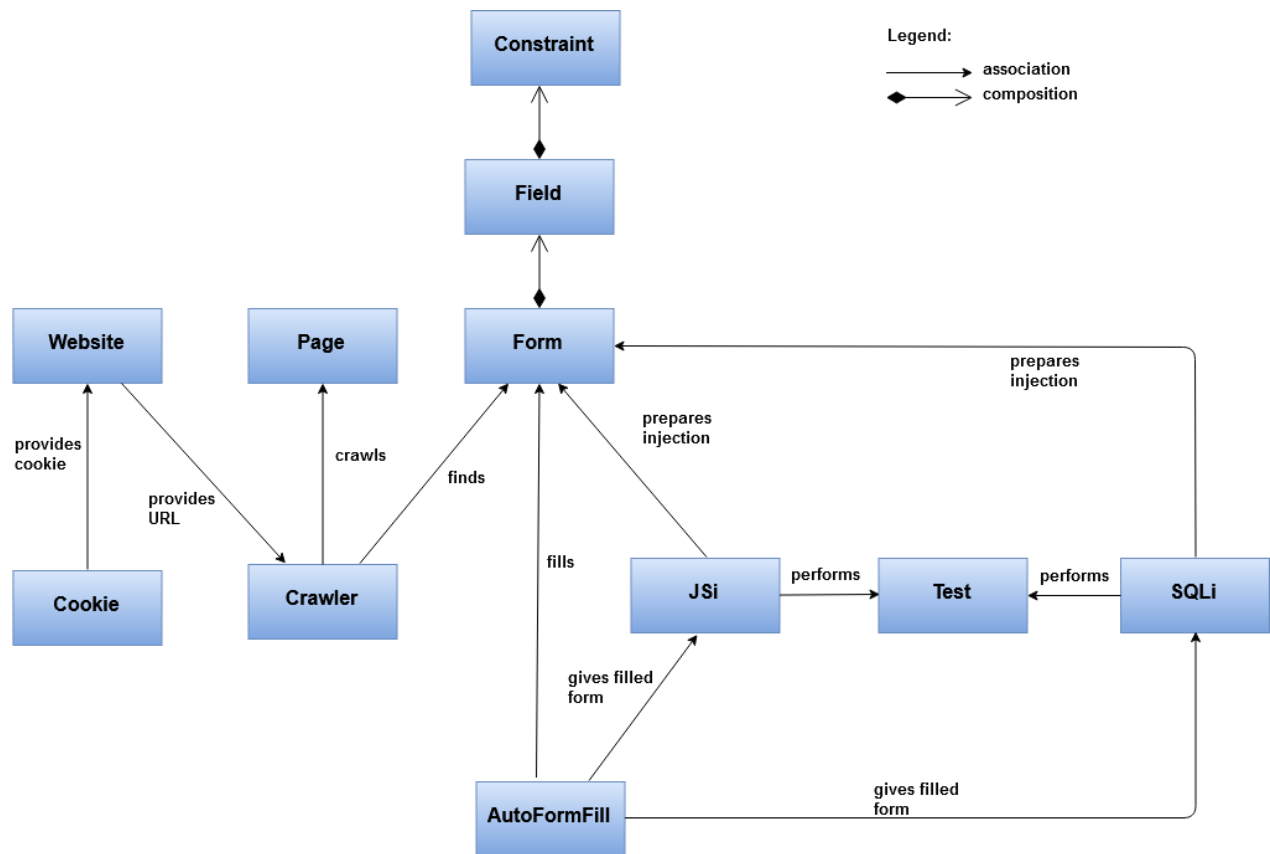 Constraint
Legend:
association
composition
Field
Website
Page
Form
prepares
injection
prepares
injection
provides
cookie
crawls
finds
provides
URL
fills
Cookie
Crawler
JSi
performs
Test
performs
SQLi
gives filled
form
AutoFormFill
gives filled
form